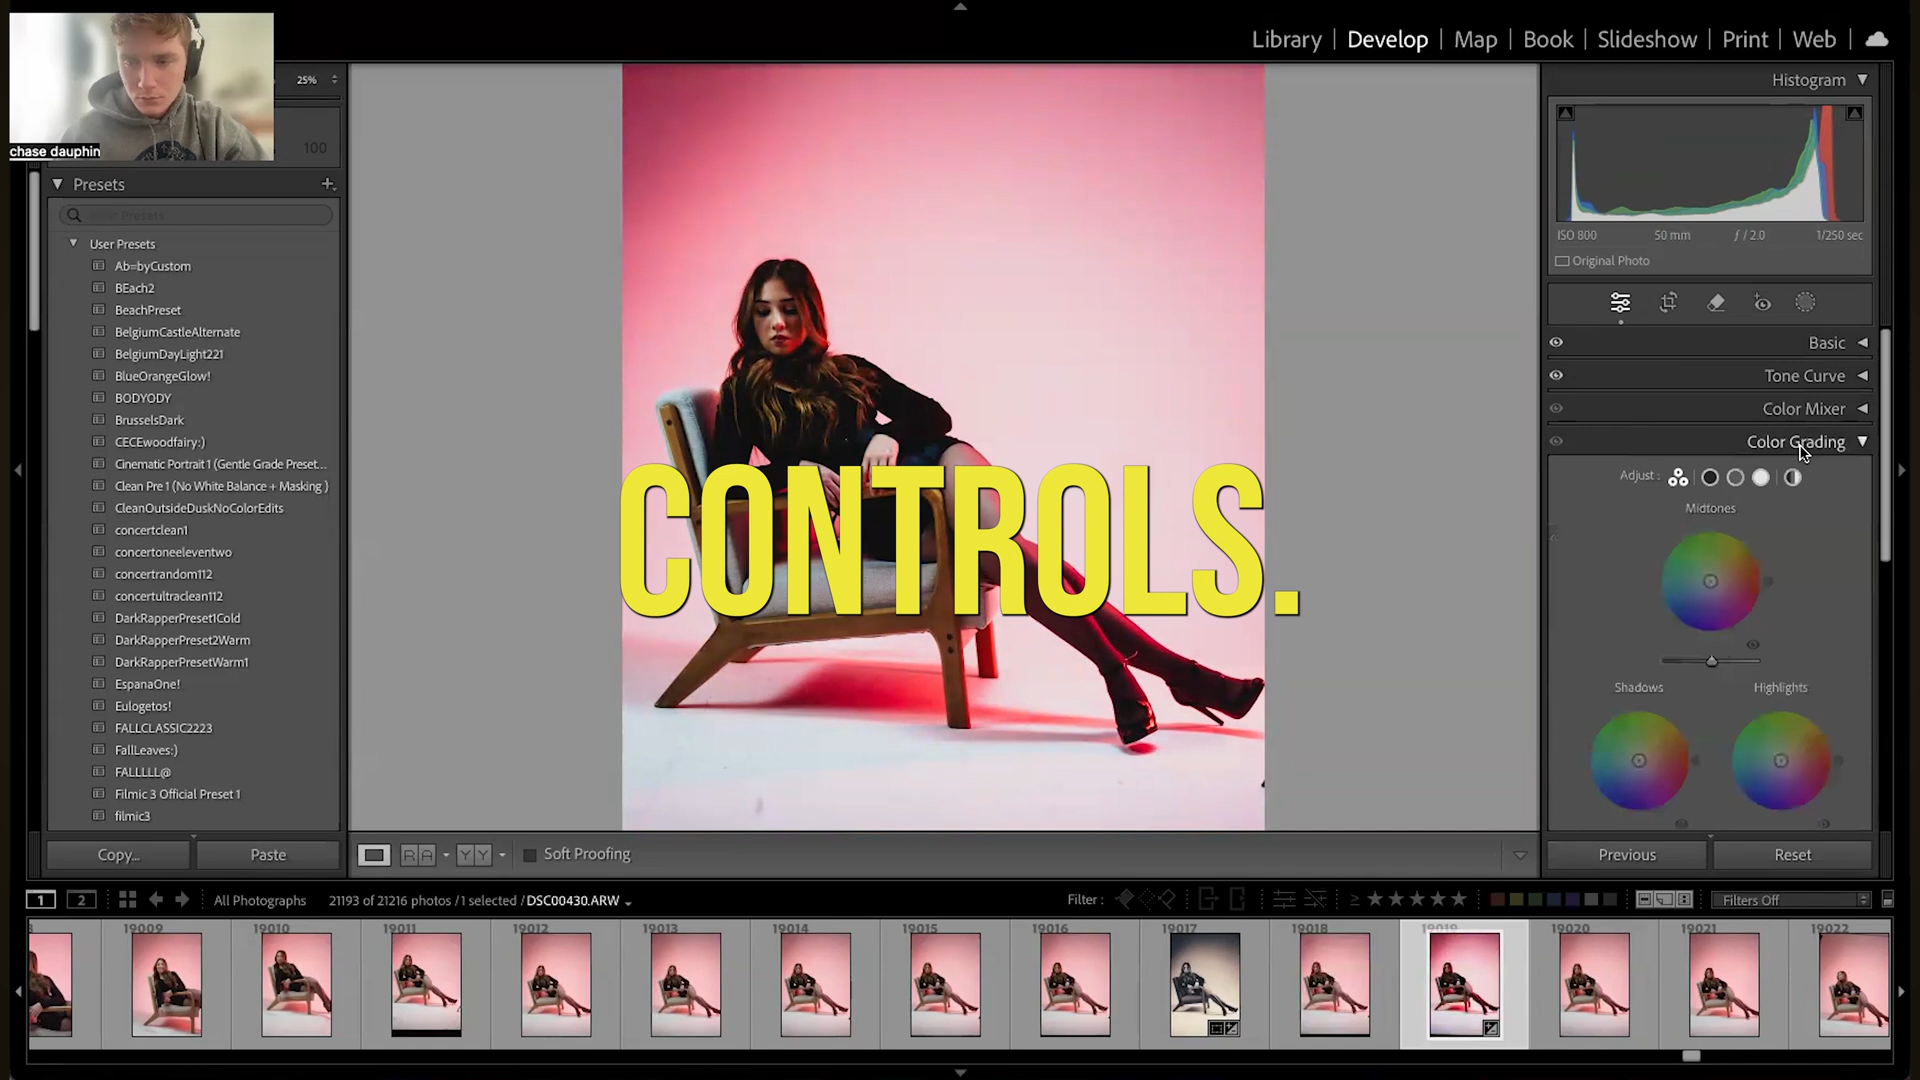 Library | Develop | Map | Book | Slideshow | Print | Web
chase dauphin
25%
100
Presets
User Presets
Ab=byCustom
BEach2
BeachPreset
BelgiumCastleAlternate
BelgiumDayLight221
BlueOrangeGlow!
BODYODY
BrusselsDark
CECEwoodfairy:)
Cinematic Portrait 1 (Gentle Grade Preset...
Clean Pre 1 (No White Balance + Masking )
CleanOutsideDuskNoColorEdits
concertclean1
concertoneeleventwo
concertrandom112
concertultraclean112
DarkRapperPreset1Cold
DarkRapperPreset2Warm
DarkRapperPresetWarm1
EspanaOne!
Eulogetos!
FALLCLASSIC2223
FallLeaves:)
FALLLLL@
Filmic 3 Official Preset 1
filmic3
Copy...
Paste
CONTROLS.
Soft Proofing
Histogram
ISO 800 50 mm ƒ / 2.0 1/250 sec
Original Photo
Basic
Tone Curve
Color Mixer
Color Grading
Adjust :
Midtones
Shadows
Highlights
Previous
Reset
1 2 All Photographs 21193 of 21216 photos / 1 selected / DSC00430.ARW
Filter :
Filters Off
19009 19010 19011 19012 19013 19014 19015 19016 19017 19018 19019 19020 19021 19022